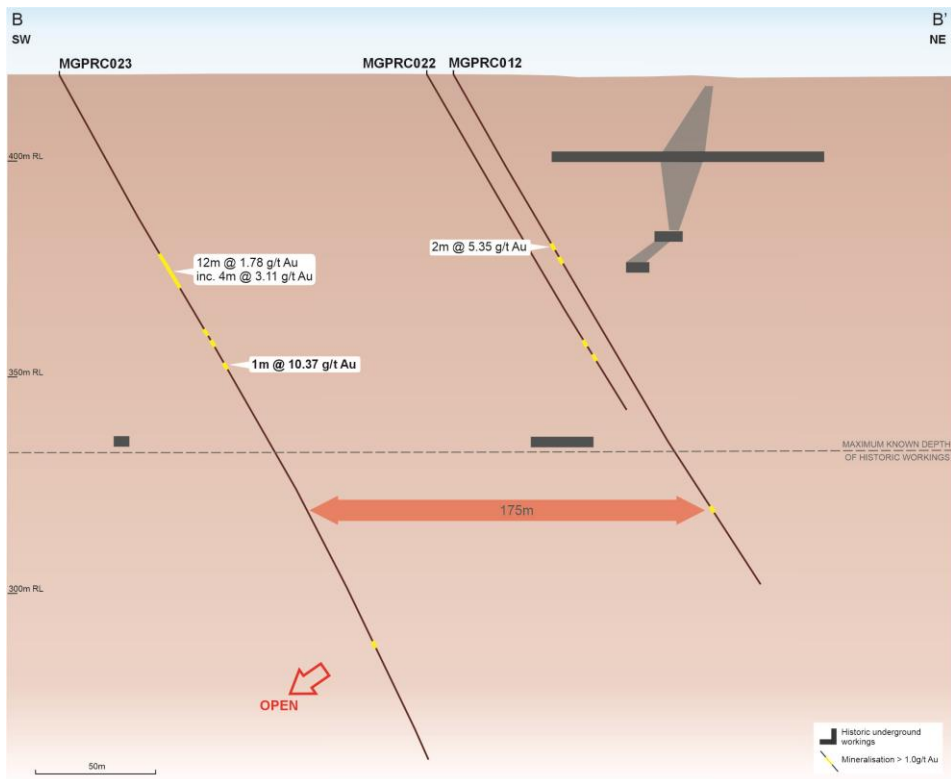 B
B'
SW
NE
MGPRC023
MGPRC022
MGPRC012
400m RL
2m @ 5.35 g/t Au
12m @ 1.78 g/t Au
inc. 4m @ 3.11 g/t Au
1m @ 10.37 g/t Au
350m RL
MAXIMUM KNOWN DEPTH
OF HISTORIC WORKINGS
175m
300m RL
OPEN
Historic underground
workings
Mineralisation > 1.0g/t Au
50m